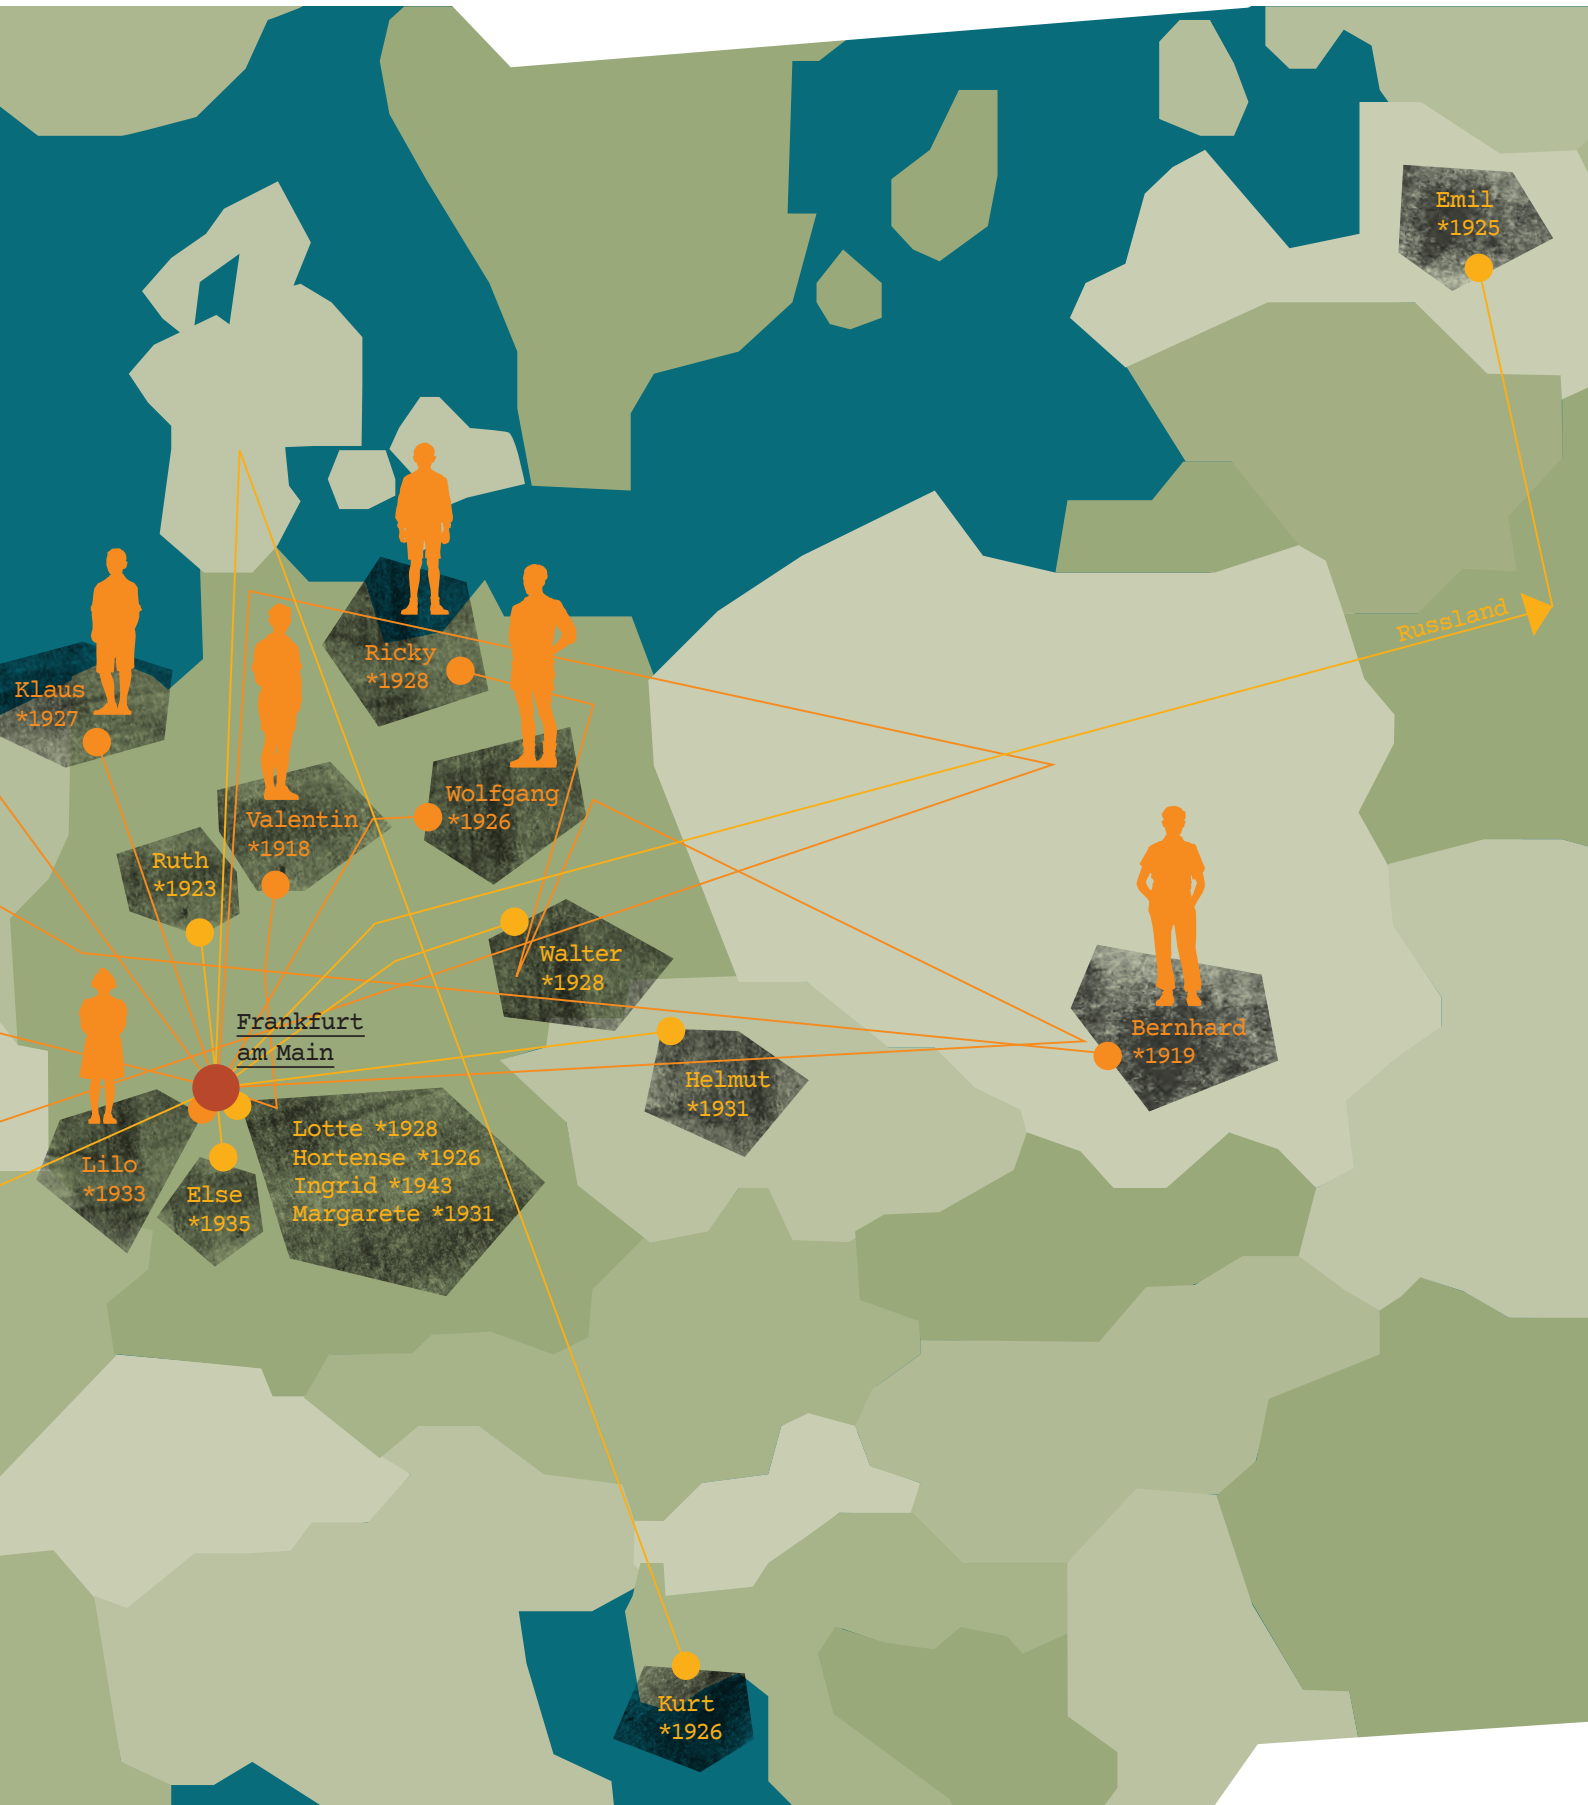 Emil
*1925
Russland
Ricky
*1928
Klaus
*1927
Wolfgang
*1926
Valentin
*1918
Ruth
*1923
Walter
*1928
Frankfurt
am Main
Bernhard
*1919
Helmut
*1931
Lotte *1928
Hortense *1926
Ingrid *1943
Margarete *1931
Lilo
*1933
Else
*1935
Kurt
*1926